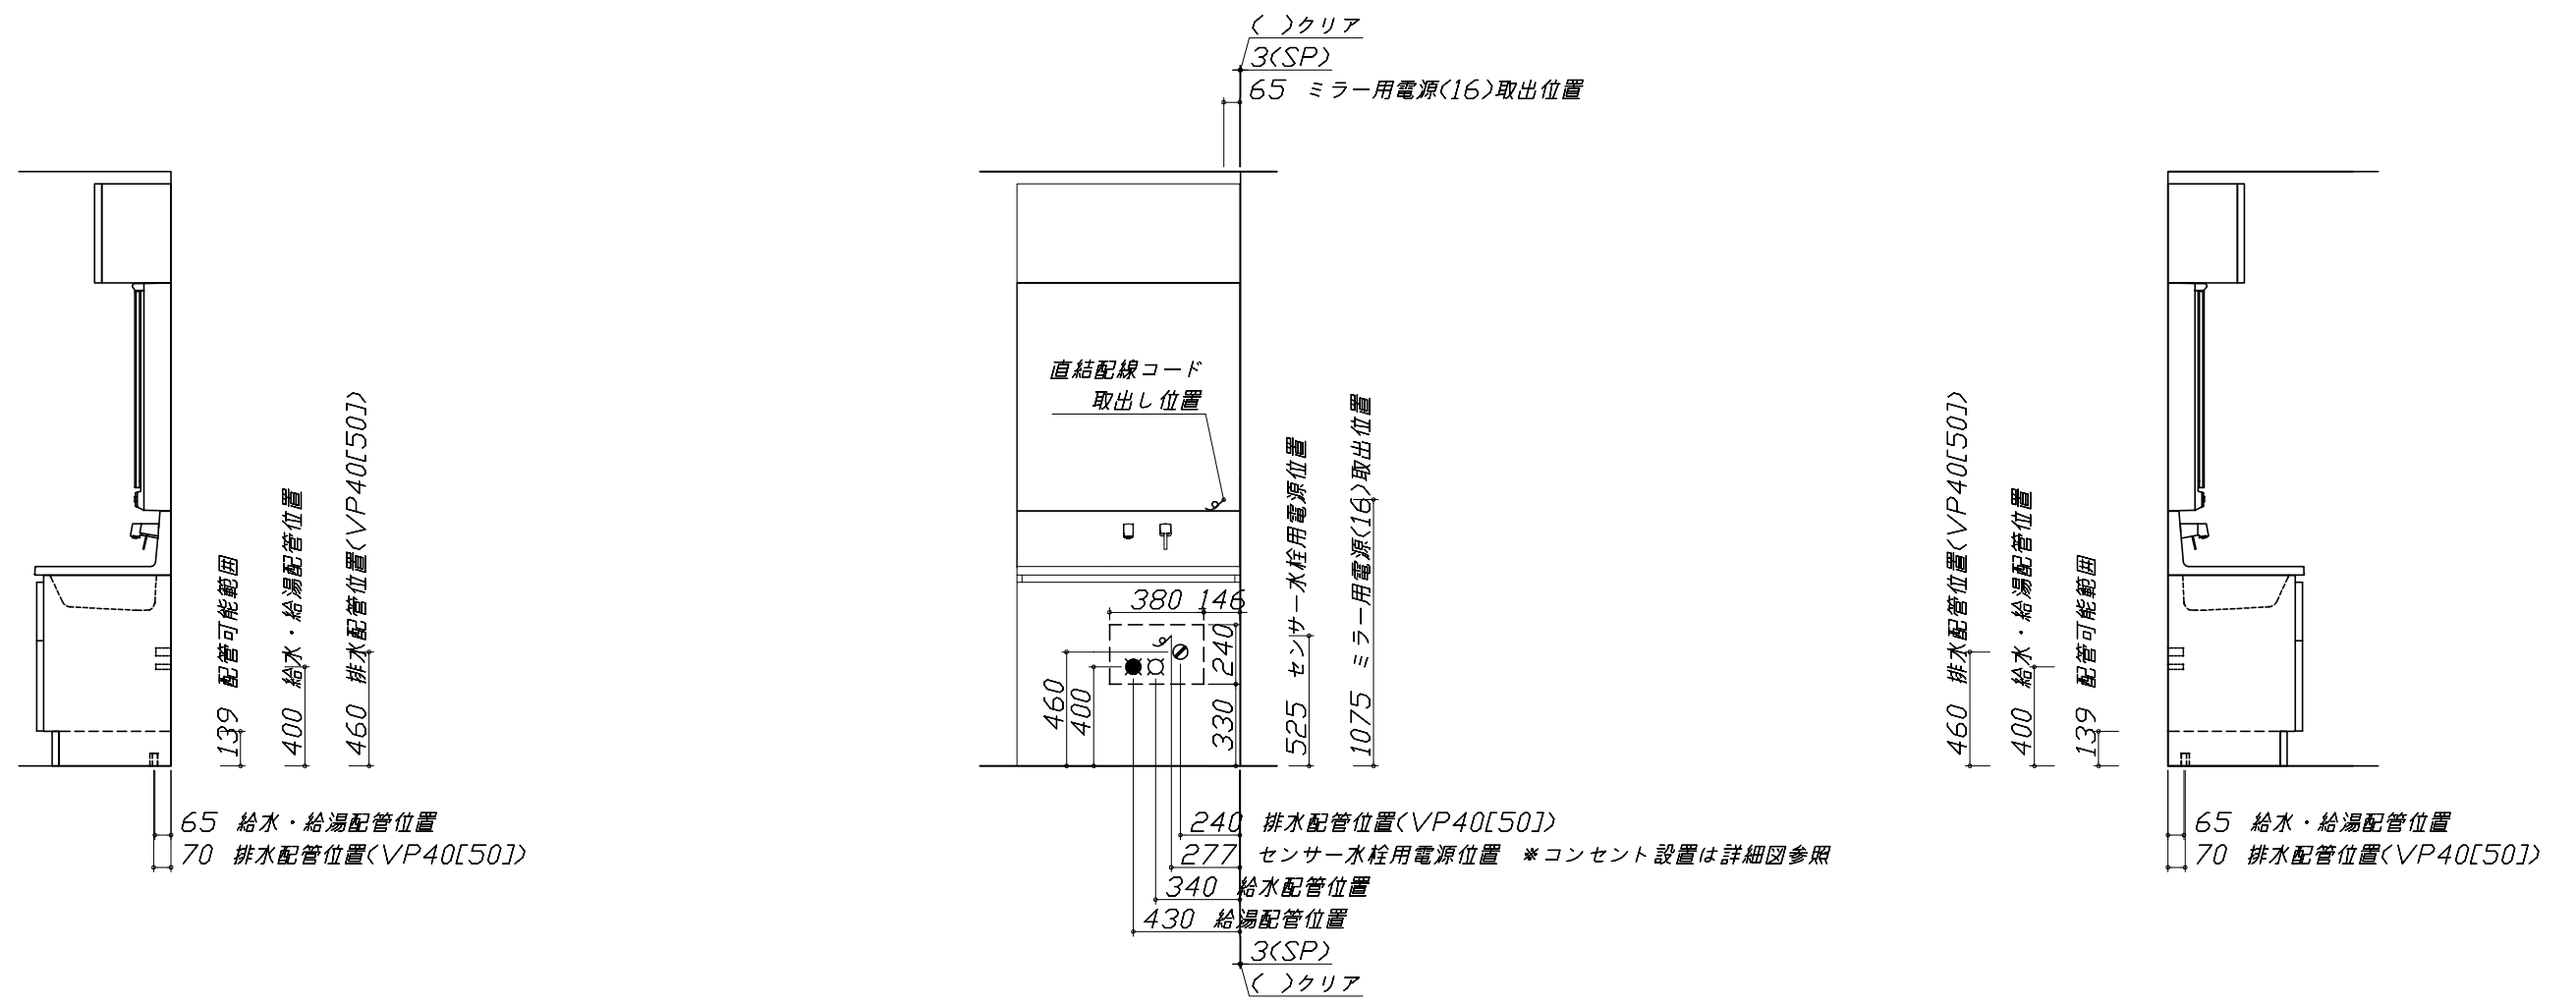 ( )クリア
3(SP)
65 ミラー用電源(16)取出位置
直結配線コード
取出し位置
139 配管可能範囲
400 給水・給湯配管位置
460 排水配管位置(VP40[50])
65 給水・給湯配管位置
70 排水配管位置(VP40[50])
380 146
240
330
460
400
525 センサー水栓用電源位置
1075 ミラー用電源(16)取出位置
240 排水配管位置(VP40[50])
277 センサー水栓用電源位置 ※コンセント設置は詳細図参照
340 給水配管位置
430 給湯配管位置
3(SP)
( )クリア
460 排水配管位置(VP40[50])
400 給水・給湯配管位置
139 配管可能範囲
65 給水・給湯配管位置
70 排水配管位置(VP40[50])